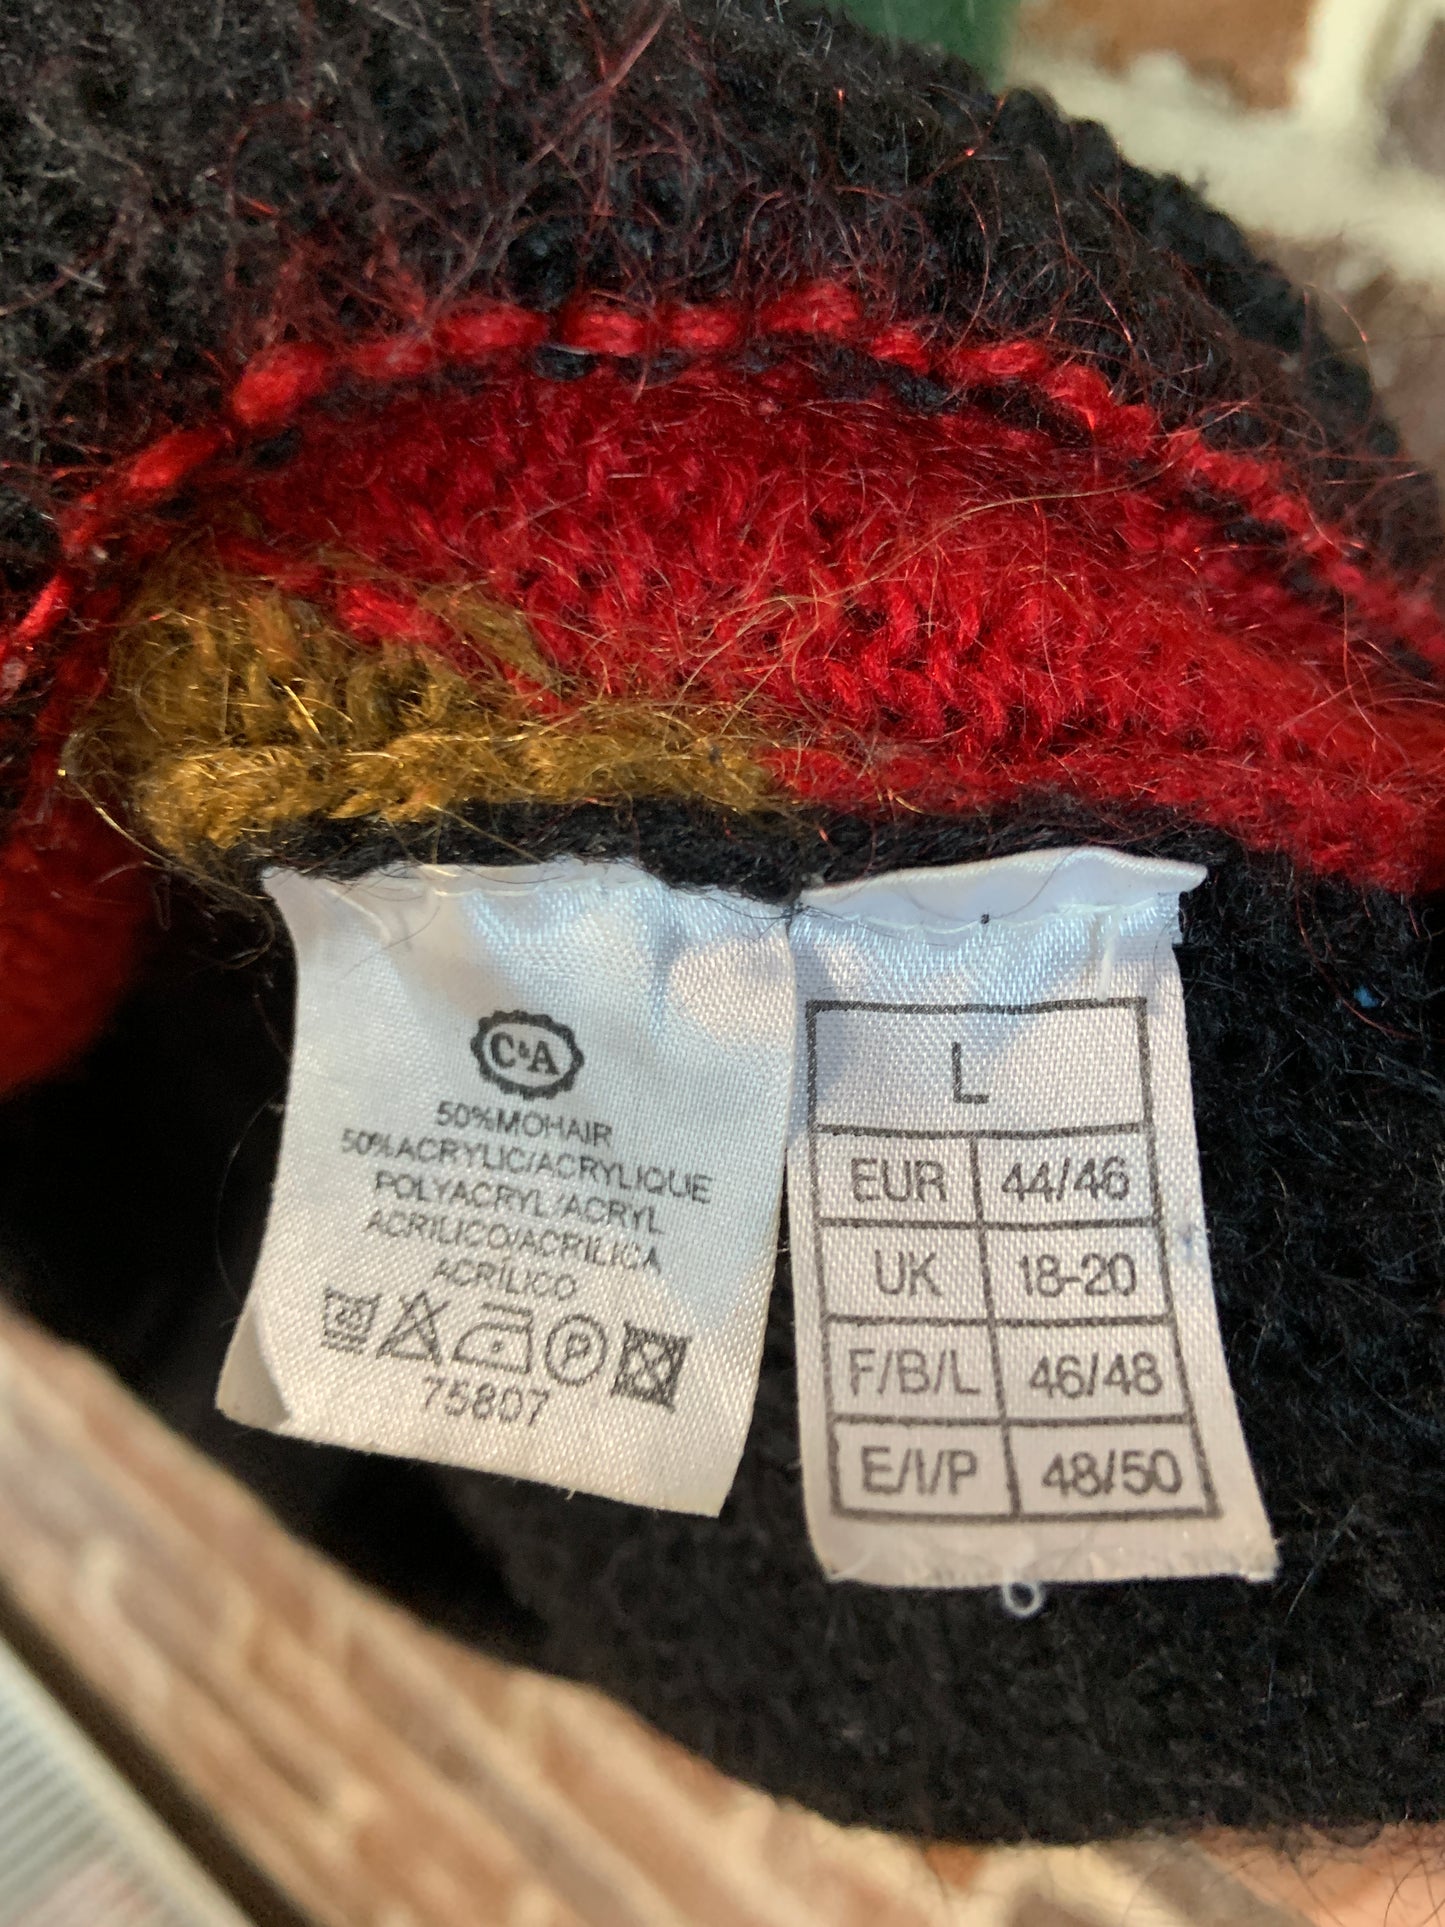 C&A
50%MOHAIR
50%ACRYLIC/ACRYLIQUE
POLYACRYL/ACRYL
ACRILICO/ACRILICA
ACRÍLICO
P
75807
L
EUR 44/46
UK 18-20
F/B/L 46/48
E/I/P 48/50